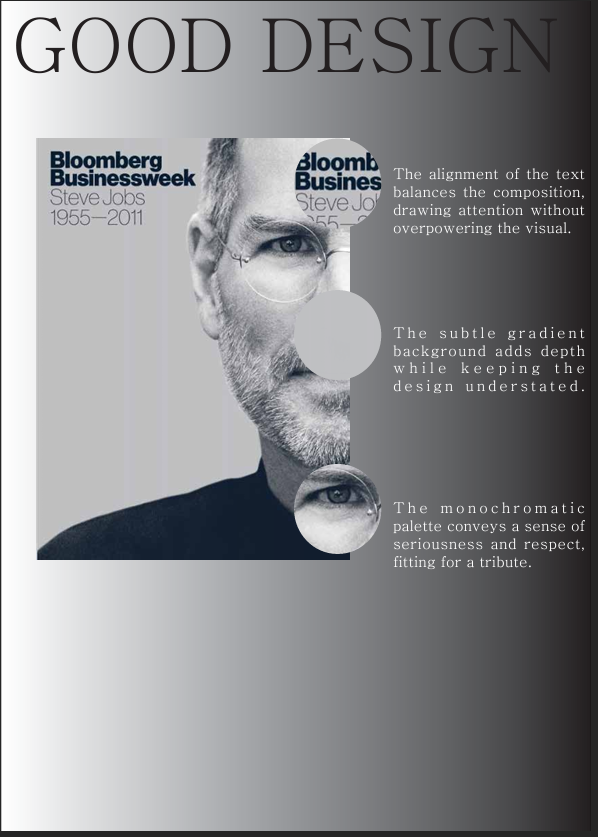 GOOD DESIGN
Bloomberg
Businessweek
Steve Jobs
1955—2011
Bloomb
Busines
Steve Jo
The alignment of the text
balances the composition,
drawing attention without
overpowering the visual.
The subtle gradient
background adds depth
while keeping the
design understated.
The monochromatic
palette conveys a sense of
seriousness and respect,
fitting for a tribute.